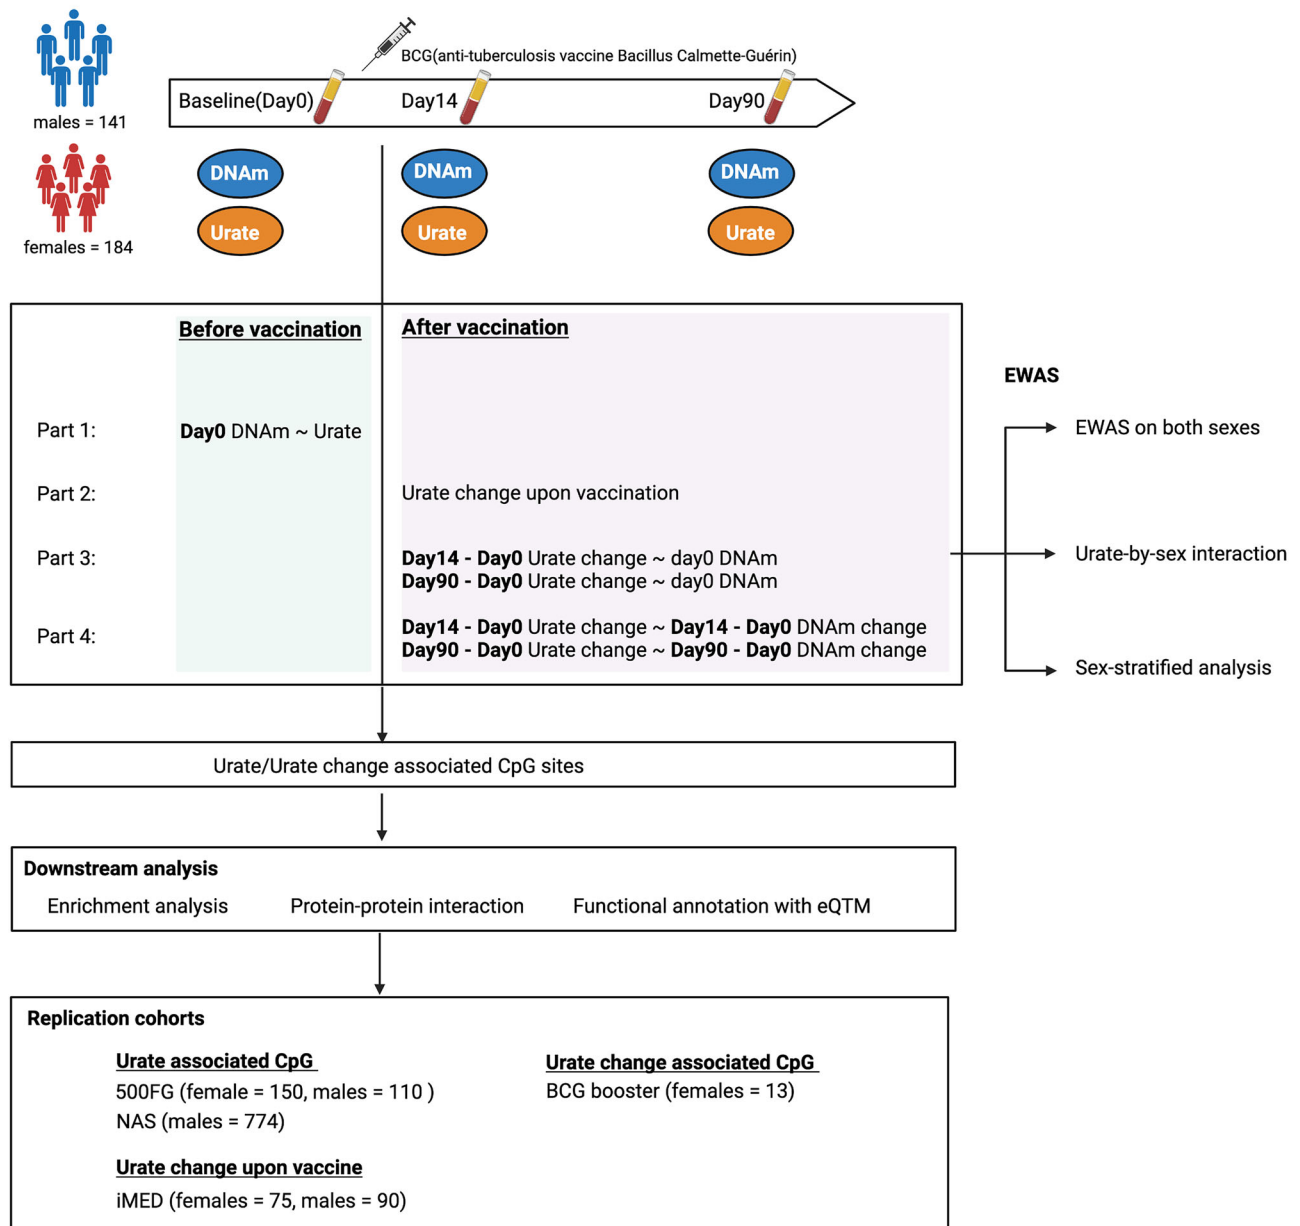 BCG(anti-tuberculosis vaccine Bacillus Calmette-Guérin)
Baseline(Day0)
Day14
Day90
males = 141
DNAm
DNAm
DNAm
Urate
Urate
Urate
females = 184
Before vaccination
After vaccination
EWAS
Part 1:
Day0 DNAm ~ Urate
EWAS on both sexes
Part 2:
Urate change upon vaccination
Part 3:
Day14 - Day0 Urate change ~ day0 DNAm
Day90 - Day0 Urate change ~ day0 DNAm
Urate-by-sex interaction
Part 4:
Day14 - Day0 Urate change ~ Day14 - Day0 DNAm change
Day90 - Day0 Urate change ~ Day90 - Day0 DNAm change
Sex-stratified analysis
Urate/Urate change associated CpG sites
Downstream analysis
Enrichment analysis
Protein-protein interaction
Functional annotation with eQTM
Replication cohorts
Urate associated CpG
500FG (female = 150, males = 110 )
NAS (males = 774)
Urate change associated CpG
BCG booster (females = 13)
Urate change upon vaccine
iMED (females = 75, males = 90)